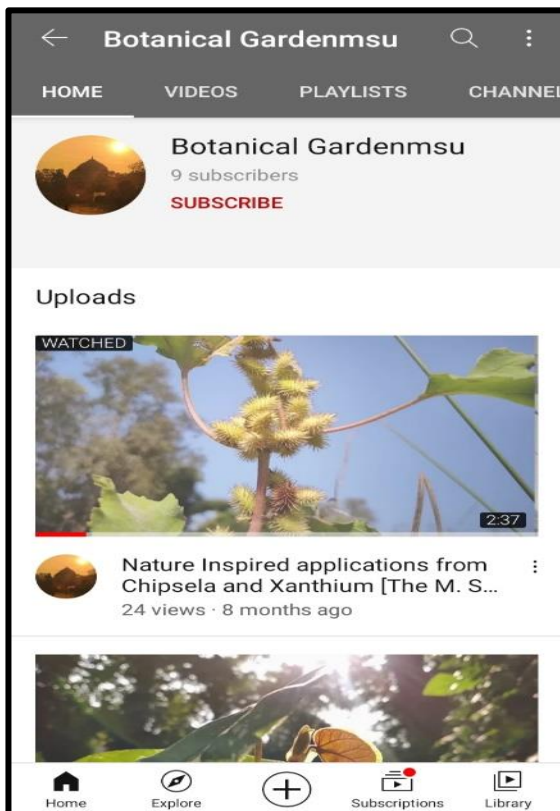 Botanical Gardenmsu
HOME VIDEOS PLAYLISTS CHANNEL
Botanical Gardenmsu
9 subscribers
SUBSCRIBE
Uploads
WATCHED
2:37
Nature Inspired applications from
Chipsela and Xanthium [The M. S...
24 views · 8 months ago
Home Explore Subscriptions Library